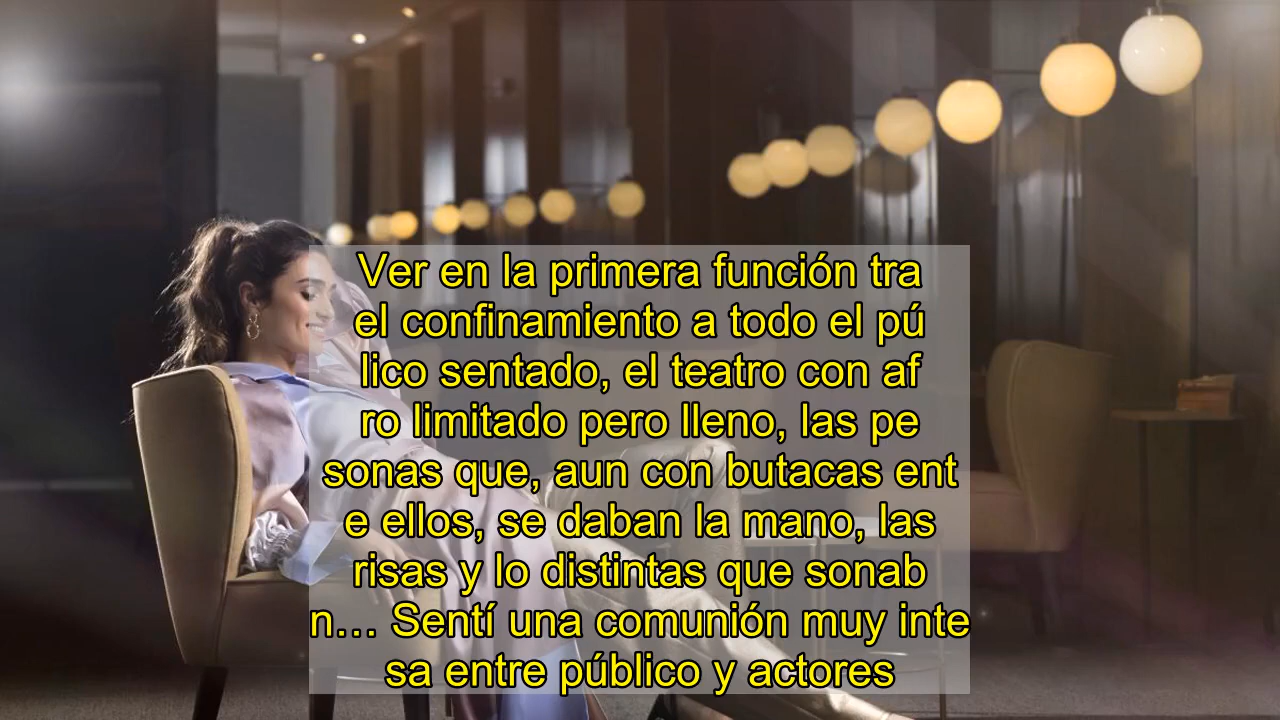 Ver en la primera función tra
el confinamiento a todo el pú
lico sentado, el teatro con af
ro limitado pero lleno, las pe
sonas que, aun con butacas ent
e ellos, se daban la mano, las
risas y lo distintas que sonab
n… Sentí una comunión muy inte
sa entre público y actores